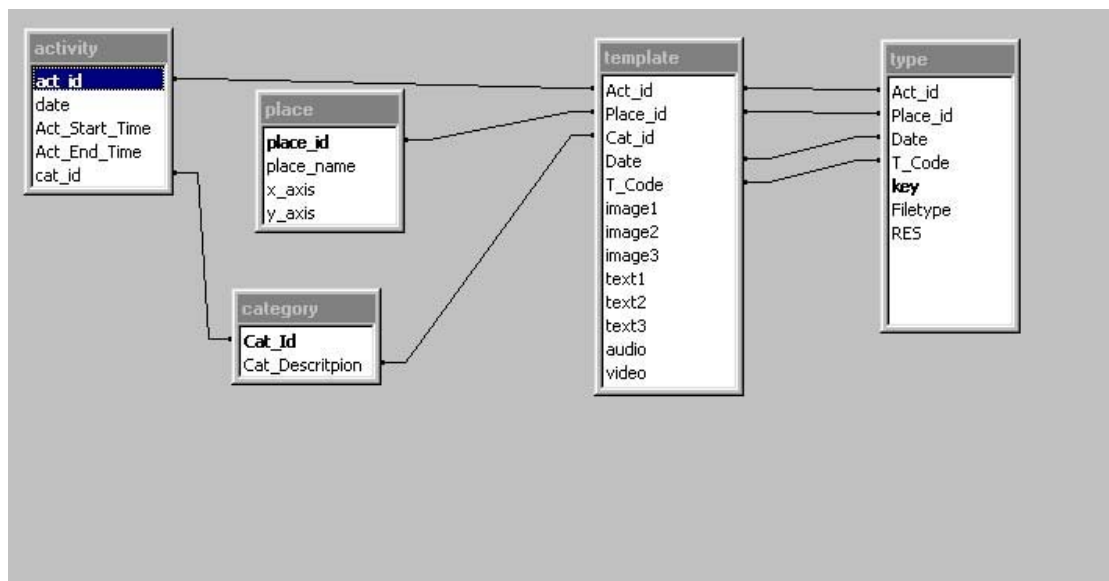 activity
act_id
date
Act_Start_Time
Act_End_Time
cat_id
place
place_id
place_name
x_axis
y_axis
category
Cat_Id
Cat_Descritpion
template
Act_id
Place_id
Cat_id
Date
T_Code
image1
image2
image3
text1
text2
text3
audio
video
type
Act_id
Place_id
Date
T_Code
key
Filetype
RES